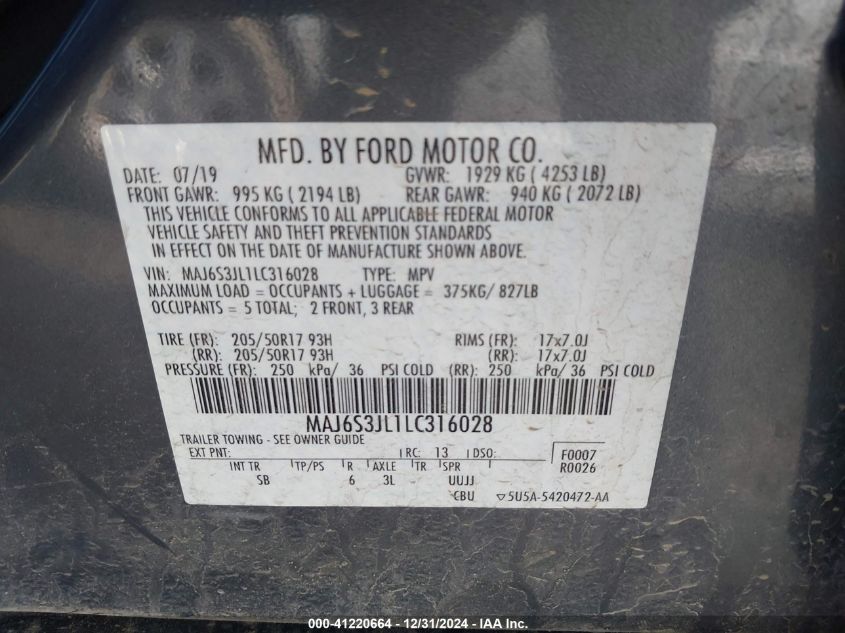 MFD. BY FORD MOTOR CO.
DATE: 07/19 GVWR: 1929 KG ( 4253 LB)
FRONT GAWR: 995 KG ( 2194 LB) REAR GAWR: 940 KG ( 2072 LB)
THIS VEHICLE CONFORMS TO ALL APPLICABLE FEDERAL MOTOR
VEHICLE SAFETY AND THEFT PREVENTION STANDARDS
IN EFFECT ON THE DATE OF MANUFACTURE SHOWN ABOVE.
VIN: MAJ6S3JL1LC316028 TYPE: MPV
MAXIMUM LOAD = OCCUPANTS + LUGGAGE = 375KG/ 827LB
OCCUPANTS = 5 TOTAL; 2 FRONT, 3 REAR
TIRE (FR): 205/50R17 93H RIMS (FR): 17x7.0J
(RR): 205/50R17 93H (RR): 17x7.0J
PRESSURE (FR): 250 kPa/ 36 PSI COLD (RR): 250 kPa/ 36 PSI COLD
MAJ6S3JL1LC316028
TRAILER TOWING - SEE OWNER GUIDE
EXT PNT: RC: 13 DSO: F0007
R0026
INT TR TP/PS R AXLE TR SPR
SB 6 3L UUJJ
CBU ▽5U5A-5420472-AA
000-41220664 - 12/31/2024 - IAA Inc.